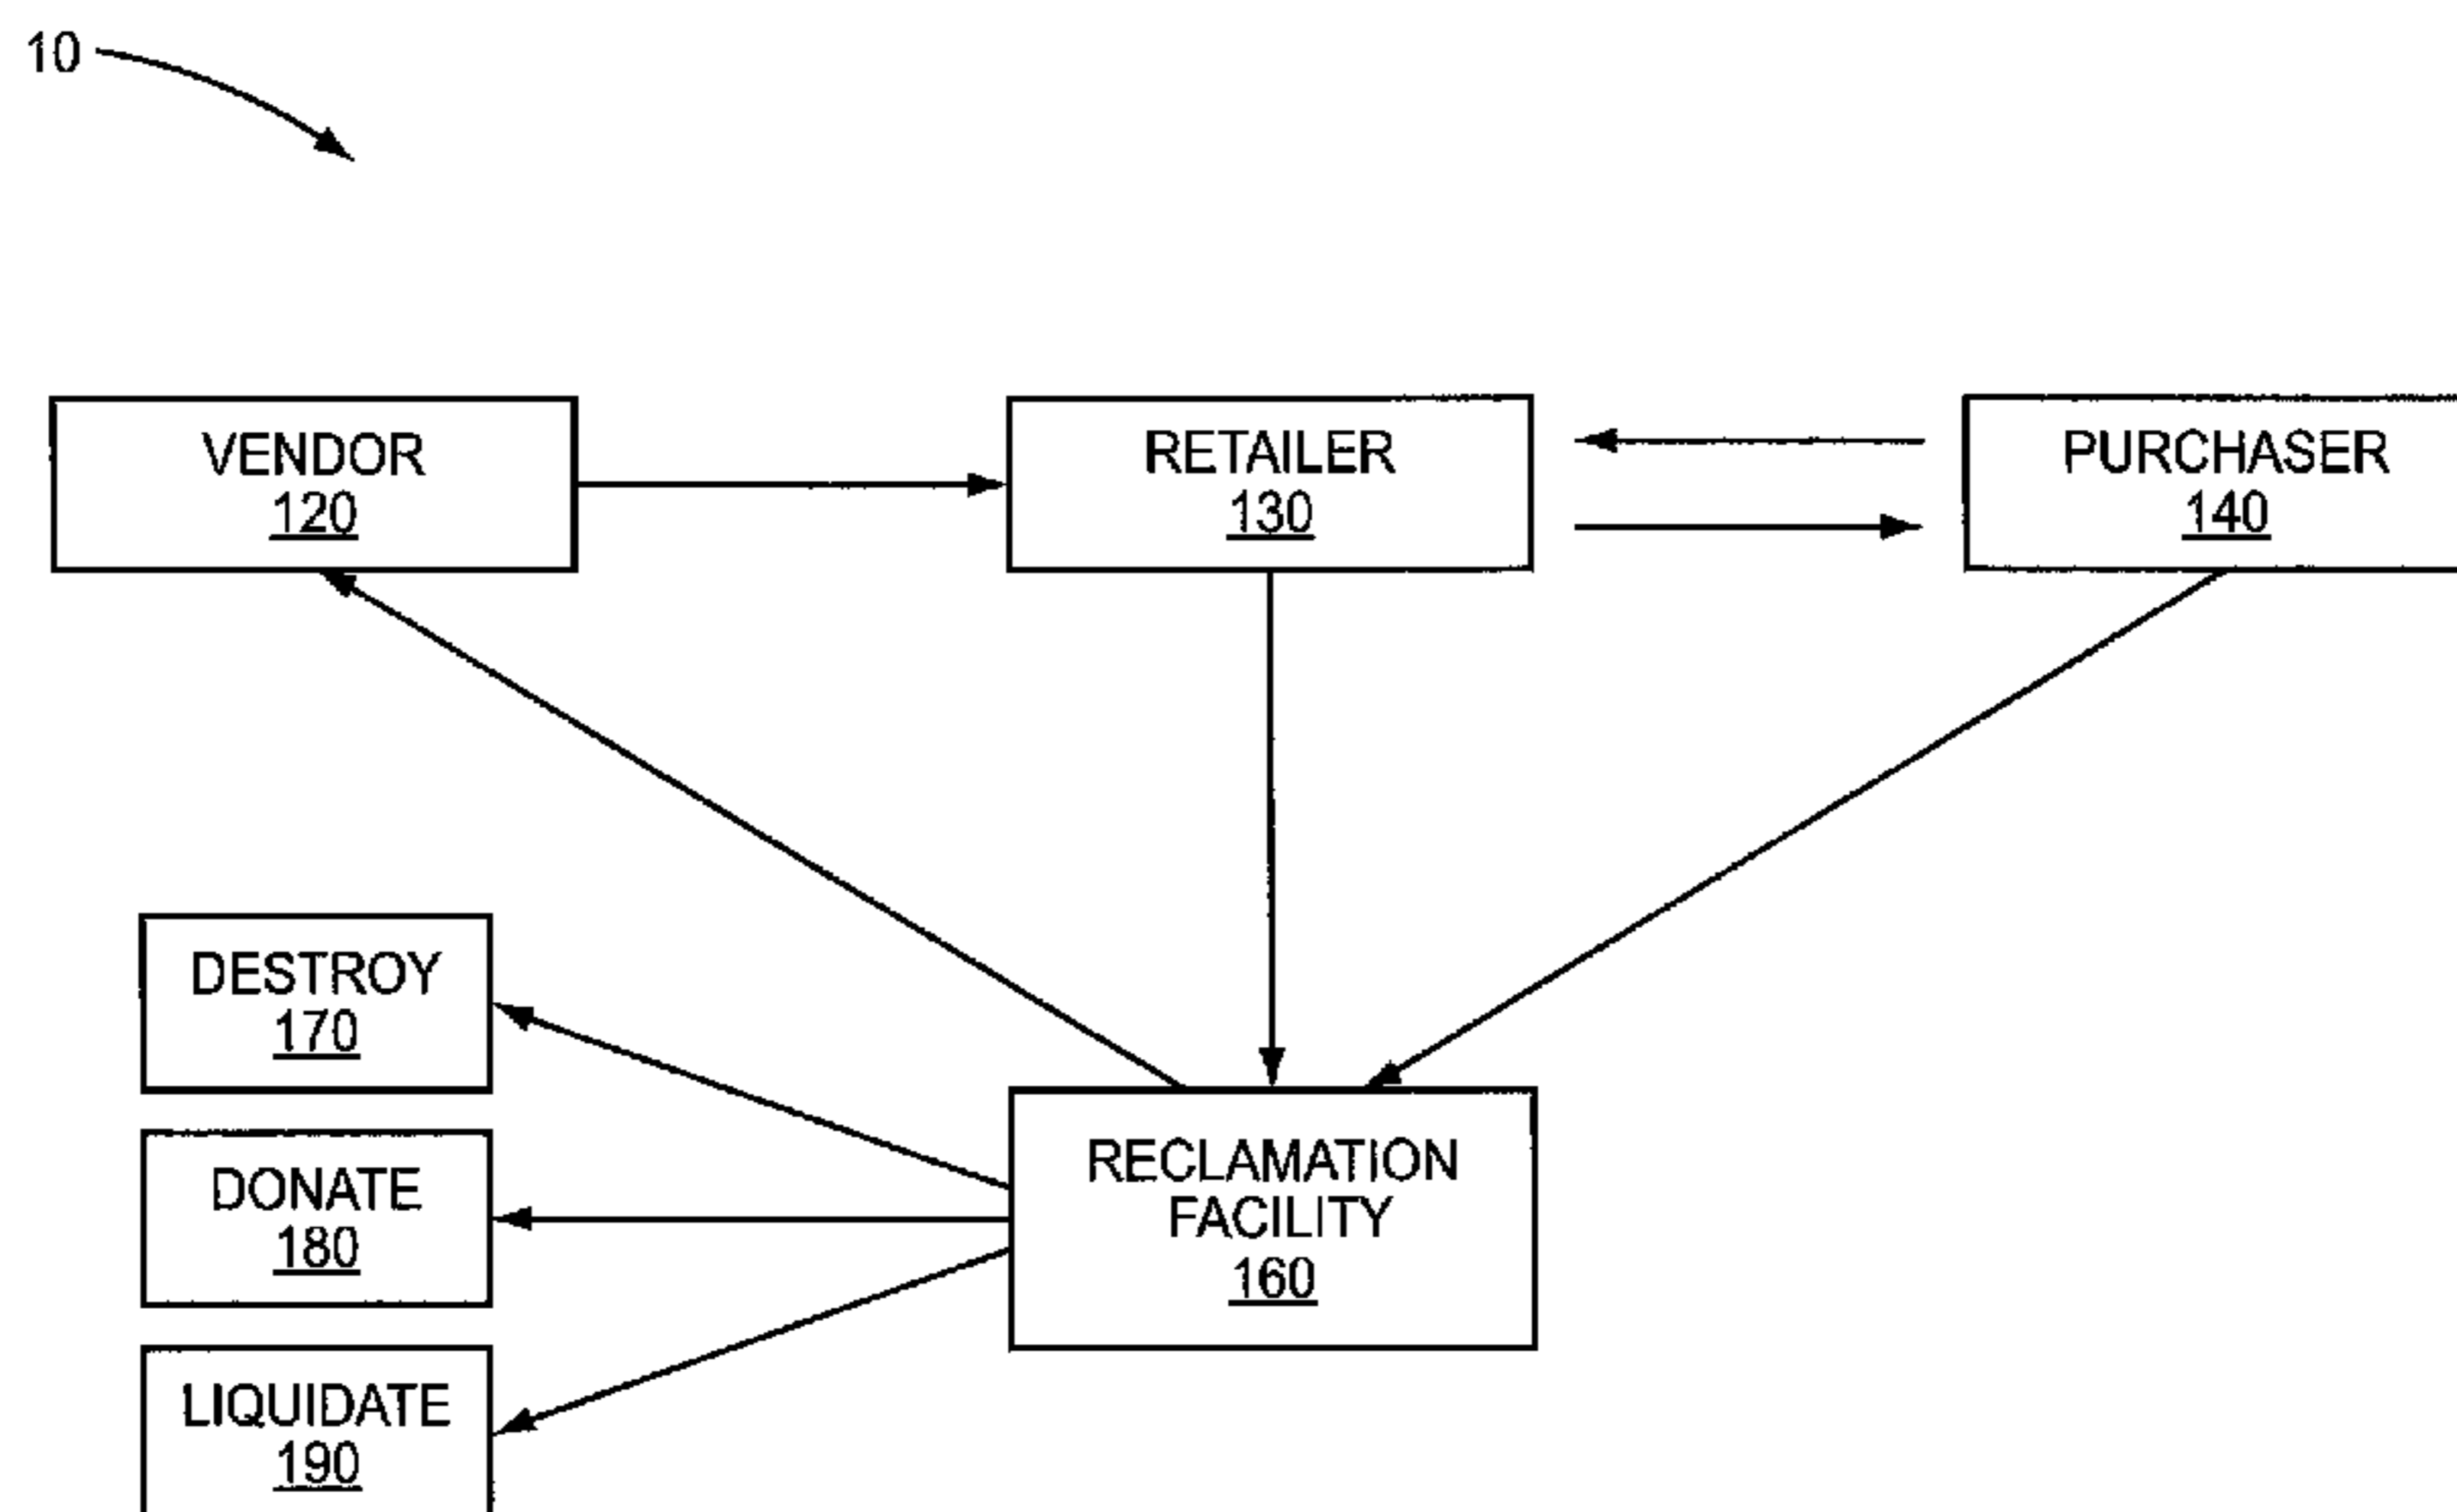 10
VENDOR
120
RETAILER
130
PURCHASER
140
DESTROY
170
DONATE
180
LIQUIDATE
190
RECLAMATION
FACILITY
160